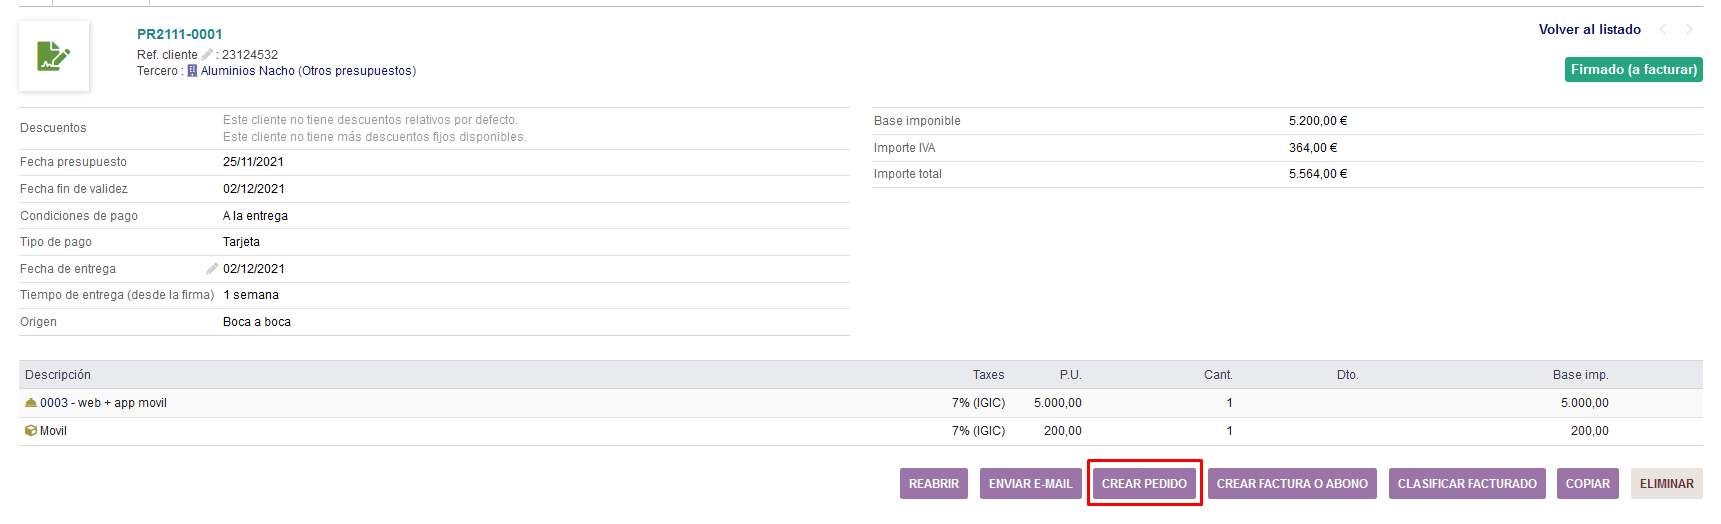 PR2111-0001
Ref. cliente : 23124532
Tercero : Aluminios Nacho (Otros presupuestos)
Volver al listado
Firmado (a facturar)
Descuentos
Este cliente no tiene descuentos relativos por defecto.
Este cliente no tiene más descuentos fijos disponibles.
Fecha presupuesto 25/11/2021
Fecha fin de validez 02/12/2021
Condiciones de pago A la entrega
Tipo de pago Tarjeta
Fecha de entrega 02/12/2021
Tiempo de entrega (desde la firma) 1 semana
Origen Boca a boca
Base imponible 5.200,00 €
Importe IVA 364,00 €
Importe total 5.564,00 €
Descripción Taxes P.U. Cant. Dto. Base imp.
0003 - web + app movil 7% (IGIC) 5.000,00 1 5.000,00
Movil 7% (IGIC) 200,00 1 200,00
REABRIR ENVIAR E-MAIL CREAR PEDIDO CREAR FACTURA O ABONO CLASIFICAR FACTURADO COPIAR ELIMINAR